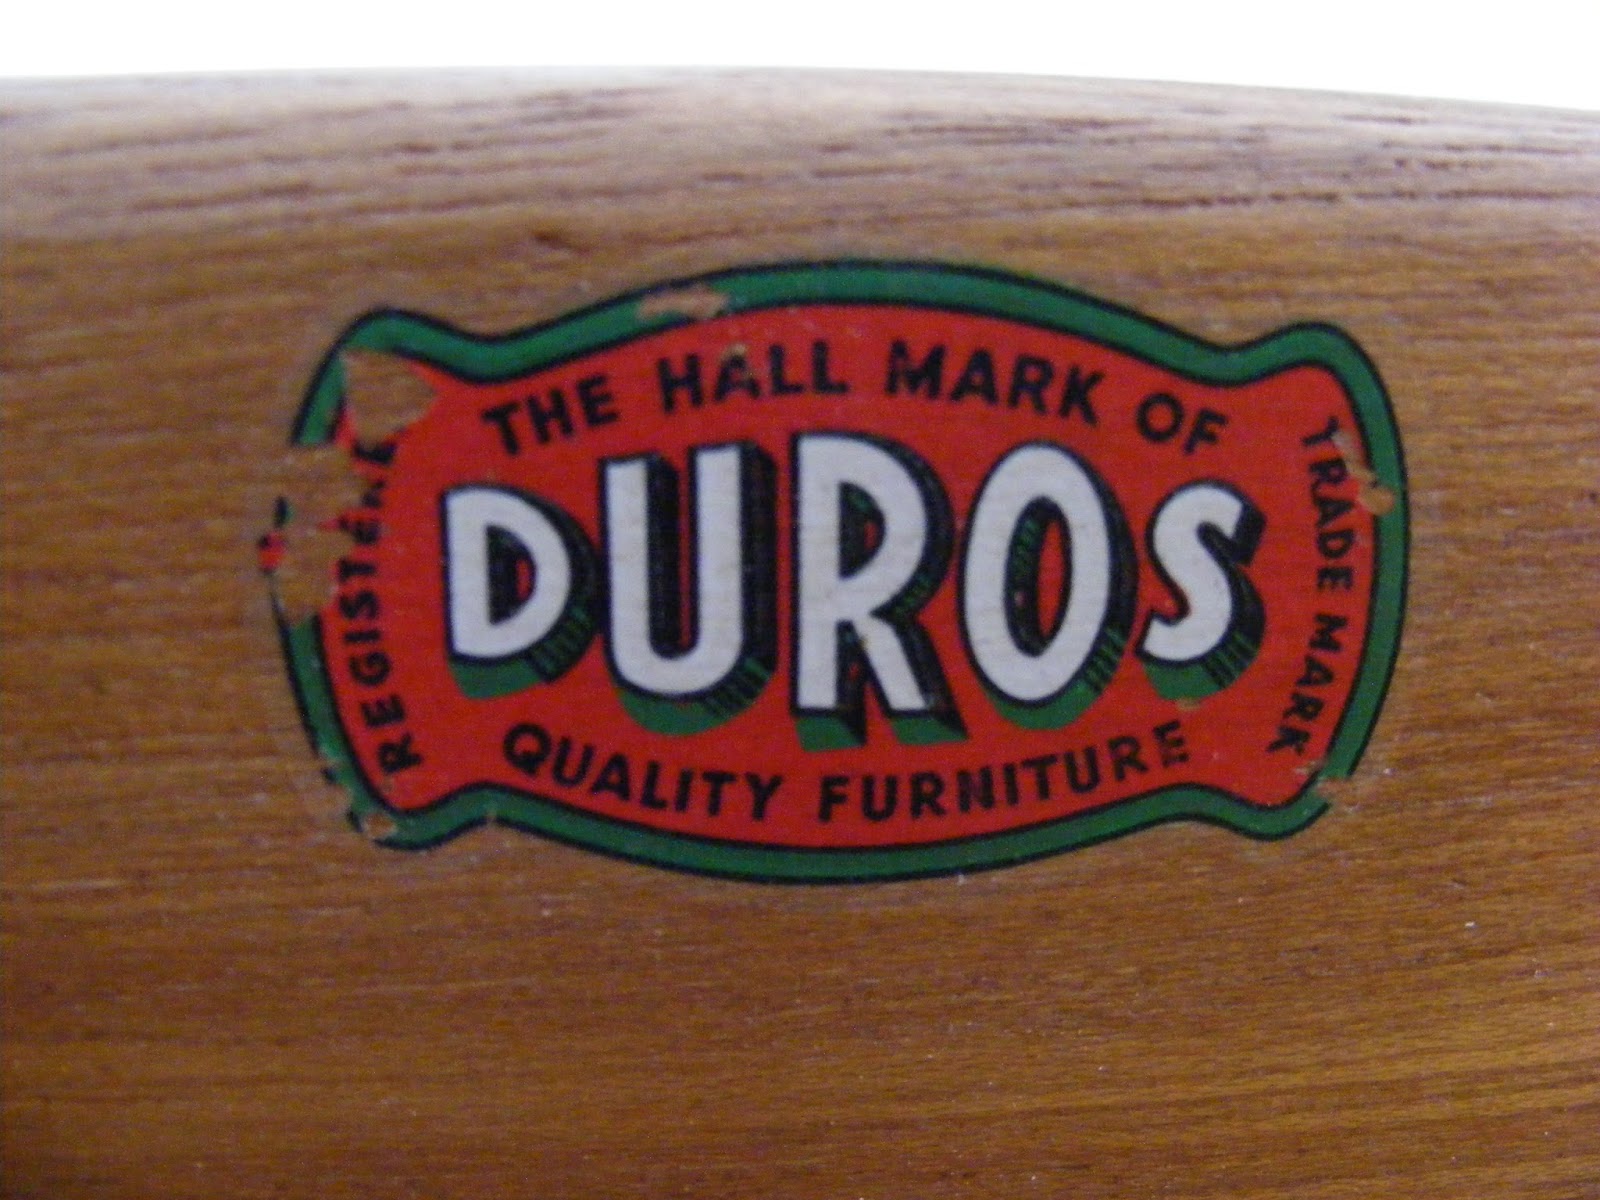 THE HALL MARK OF
DUROS
QUALITY FURNITURE
TRADE MARK